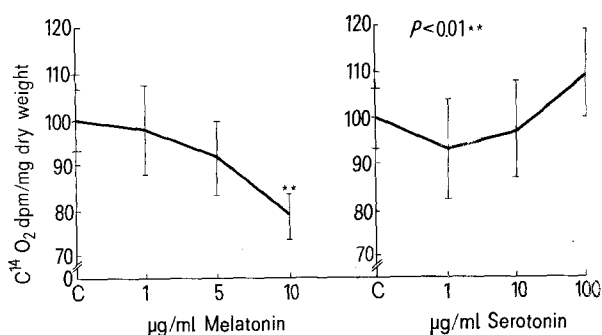 C¹⁴ O₂ dpm/mg dry weight
120
110
100
90
80
70
0
**
C 1 5 10
µg/ml Melatonin
P<0.01**
120
110
100
90
80
70
C 1 10 100
µg/ml Serotonin